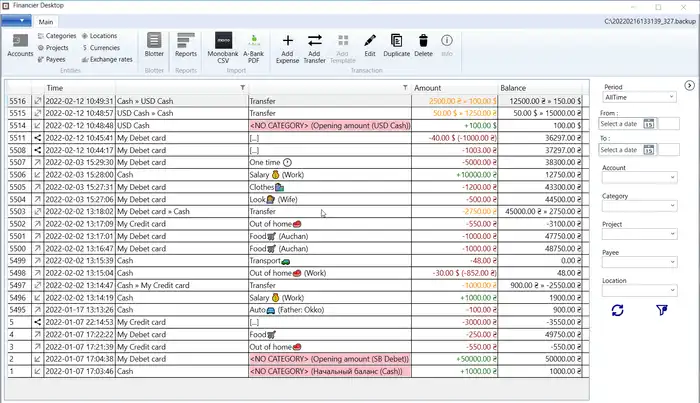 Financier Desktop
Main
C:\20220216133139_327.backup
Accounts
Categories
Projects
Payees
Locations
Currencies
Exchange rates
Entities
Blotter
Blotter
Reports
Reports
Monobank CSV
A-Bank PDF
Import
Add Expense
Add Transfer
Add Template
Edit
Duplicate
Delete
Info
Transaction
Time Amount Balance
5516 2022-02-12 10:49:31 Cash » USD Cash Transfer 2500.00 ₴ » 100.00 $ 12500.00 ₴ » 150.00 $
5515 2022-02-12 10:48:57 USD Cash » Cash Transfer 50.00 $ » 1250.00 ₴ 50.00 $ » 15000.00 ₴
5514 2022-02-12 10:48:48 USD Cash <NO CATEGORY> (Opening amount (USD Cash)) +100.00 $ 100.00 $
5511 2022-02-12 10:45:41 My Debet card [...] -40.00 $ (-1000.00 ₴) 36297.00 ₴
5508 2022-02-12 10:44:17 My Debet card [...] -1003.00 ₴ 37297.00 ₴
5507 2022-02-03 15:29:30 My Debet card One time -5000.00 ₴ 38300.00 ₴
5506 2022-02-03 15:28:00 Cash Salary (Work) +10000.00 ₴ 12750.00 ₴
5505 2022-02-03 15:27:31 My Debet card Clothes -1200.00 ₴ 43300.00 ₴
5504 2022-02-03 15:27:06 My Debet card Look (Wife) -500.00 ₴ 44500.00 ₴
5503 2022-02-03 13:18:02 My Debet card » Cash Transfer -2750.00 ₴ 45000.00 ₴ » 2750.00 ₴
5502 2022-02-03 13:17:09 My Credit card Out of home -550.00 ₴ -3100.00 ₴
5501 2022-02-03 13:17:01 My Debet card Food (Auchan) -1000.00 ₴ 47750.00 ₴
5500 2022-02-03 13:16:47 My Debet card Food (Auchan) -1000.00 ₴ 48750.00 ₴
5499 2022-02-03 13:15:39 Cash Transport -48.00 ₴ 0.00 ₴
5498 2022-02-03 13:15:04 Cash Out of home (Work) -30.00 $ (-852.00 ₴) 48.00 ₴
5497 2022-02-03 13:14:47 Cash » My Credit card Transfer -1000.00 ₴ 900.00 ₴ » -2550.00 ₴
5496 2022-02-03 13:14:19 Cash Salary (Work) +1000.00 ₴ 1900.00 ₴
5495 2022-01-17 13:13:26 Cash Auto (Father: Okko) -100.00 ₴ 900.00 ₴
5 2022-01-07 22:14:53 My Credit card [...] -3000.00 ₴ -3550.00 ₴
4 2022-01-07 17:22:22 My Debet card Food -250.00 ₴ 49750.00 ₴
3 2022-01-07 17:21:39 My Credit card Out of home -550.00 ₴ -550.00 ₴
2 2022-01-07 17:04:38 My Debet card <NO CATEGORY> (Opening amount (SB Debet)) +50000.00 ₴ 50000.00 ₴
1 2022-01-07 17:03:46 Cash <NO CATEGORY> (Начальный баланс (Cash)) +1000.00 ₴ 1000.00 ₴
Period
AllTime
From :
Select a date 15
To :
Select a date 15
Account
Category
Project
Payee
Location